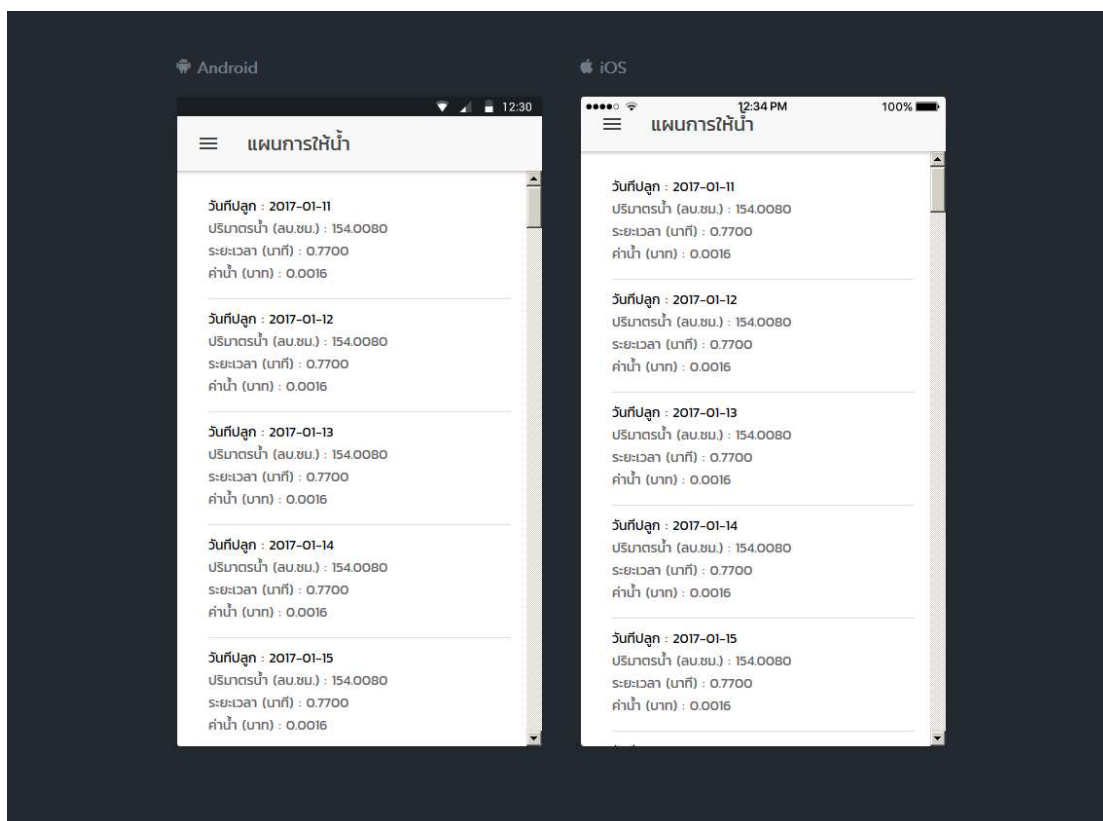 Android
12:30
แผนการให้น้ำ
วันทีปลูก : 2017-01-11
ปริมาตรน้ำ (ลบ.ซม.) : 154.0080
ระยะเวลา (นาที) : 0.7700
ค่าน้ำ (บาท) : 0.0016
วันทีปลูก : 2017-01-12
ปริมาตรน้ำ (ลบ.ซม.) : 154.0080
ระยะเวลา (นาที) : 0.7700
ค่าน้ำ (บาท) : 0.0016
วันทีปลูก : 2017-01-13
ปริมาตรน้ำ (ลบ.ซม.) : 154.0080
ระยะเวลา (นาที) : 0.7700
ค่าน้ำ (บาท) : 0.0016
วันทีปลูก : 2017-01-14
ปริมาตรน้ำ (ลบ.ซม.) : 154.0080
ระยะเวลา (นาที) : 0.7700
ค่าน้ำ (บาท) : 0.0016
วันทีปลูก : 2017-01-15
ปริมาตรน้ำ (ลบ.ซม.) : 154.0080
ระยะเวลา (นาที) : 0.7700
ค่าน้ำ (บาท) : 0.0016
iOS
12:34 PM 100%
แผนการให้น้ำ
วันทีปลูก : 2017-01-11
ปริมาตรน้ำ (ลบ.ซม.) : 154.0080
ระยะเวลา (นาที) : 0.7700
ค่าน้ำ (บาท) : 0.0016
วันทีปลูก : 2017-01-12
ปริมาตรน้ำ (ลบ.ซม.) : 154.0080
ระยะเวลา (นาที) : 0.7700
ค่าน้ำ (บาท) : 0.0016
วันทีปลูก : 2017-01-13
ปริมาตรน้ำ (ลบ.ซม.) : 154.0080
ระยะเวลา (นาที) : 0.7700
ค่าน้ำ (บาท) : 0.0016
วันทีปลูก : 2017-01-14
ปริมาตรน้ำ (ลบ.ซม.) : 154.0080
ระยะเวลา (นาที) : 0.7700
ค่าน้ำ (บาท) : 0.0016
วันทีปลูก : 2017-01-15
ปริมาตรน้ำ (ลบ.ซม.) : 154.0080
ระยะเวลา (นาที) : 0.7700
ค่าน้ำ (บาท) : 0.0016